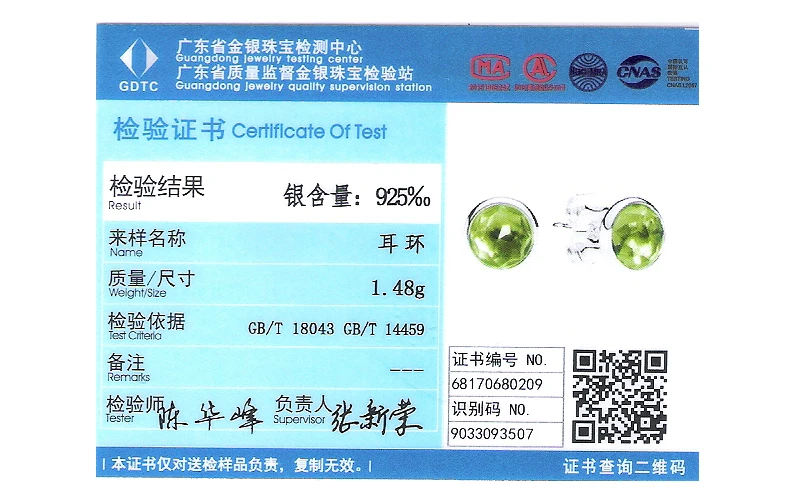 GDTC
广东省金银珠宝检测中心
Guangdong jewelry testing center
广东省质量监督金银珠宝检验站
Guangdong jewelry quality supervision station
MA
CNAS
TESTING
检验证书 Certificate Of Test
检验结果 银含量: 925‰
Result
来样名称 耳环
Name
质量/尺寸 1.48g
Weight/Size
检验依据 GB/T 18043 GB/T 14459
Test Criteria
备注 ---
Remarks
检验师 陈华峰 负责人 张新荣
Tester Supervisor
证书编号 NO.
68170680209
识别码 NO.
9033093507
本证书仅对送检样品负责，复制无效。
证书查询二维码